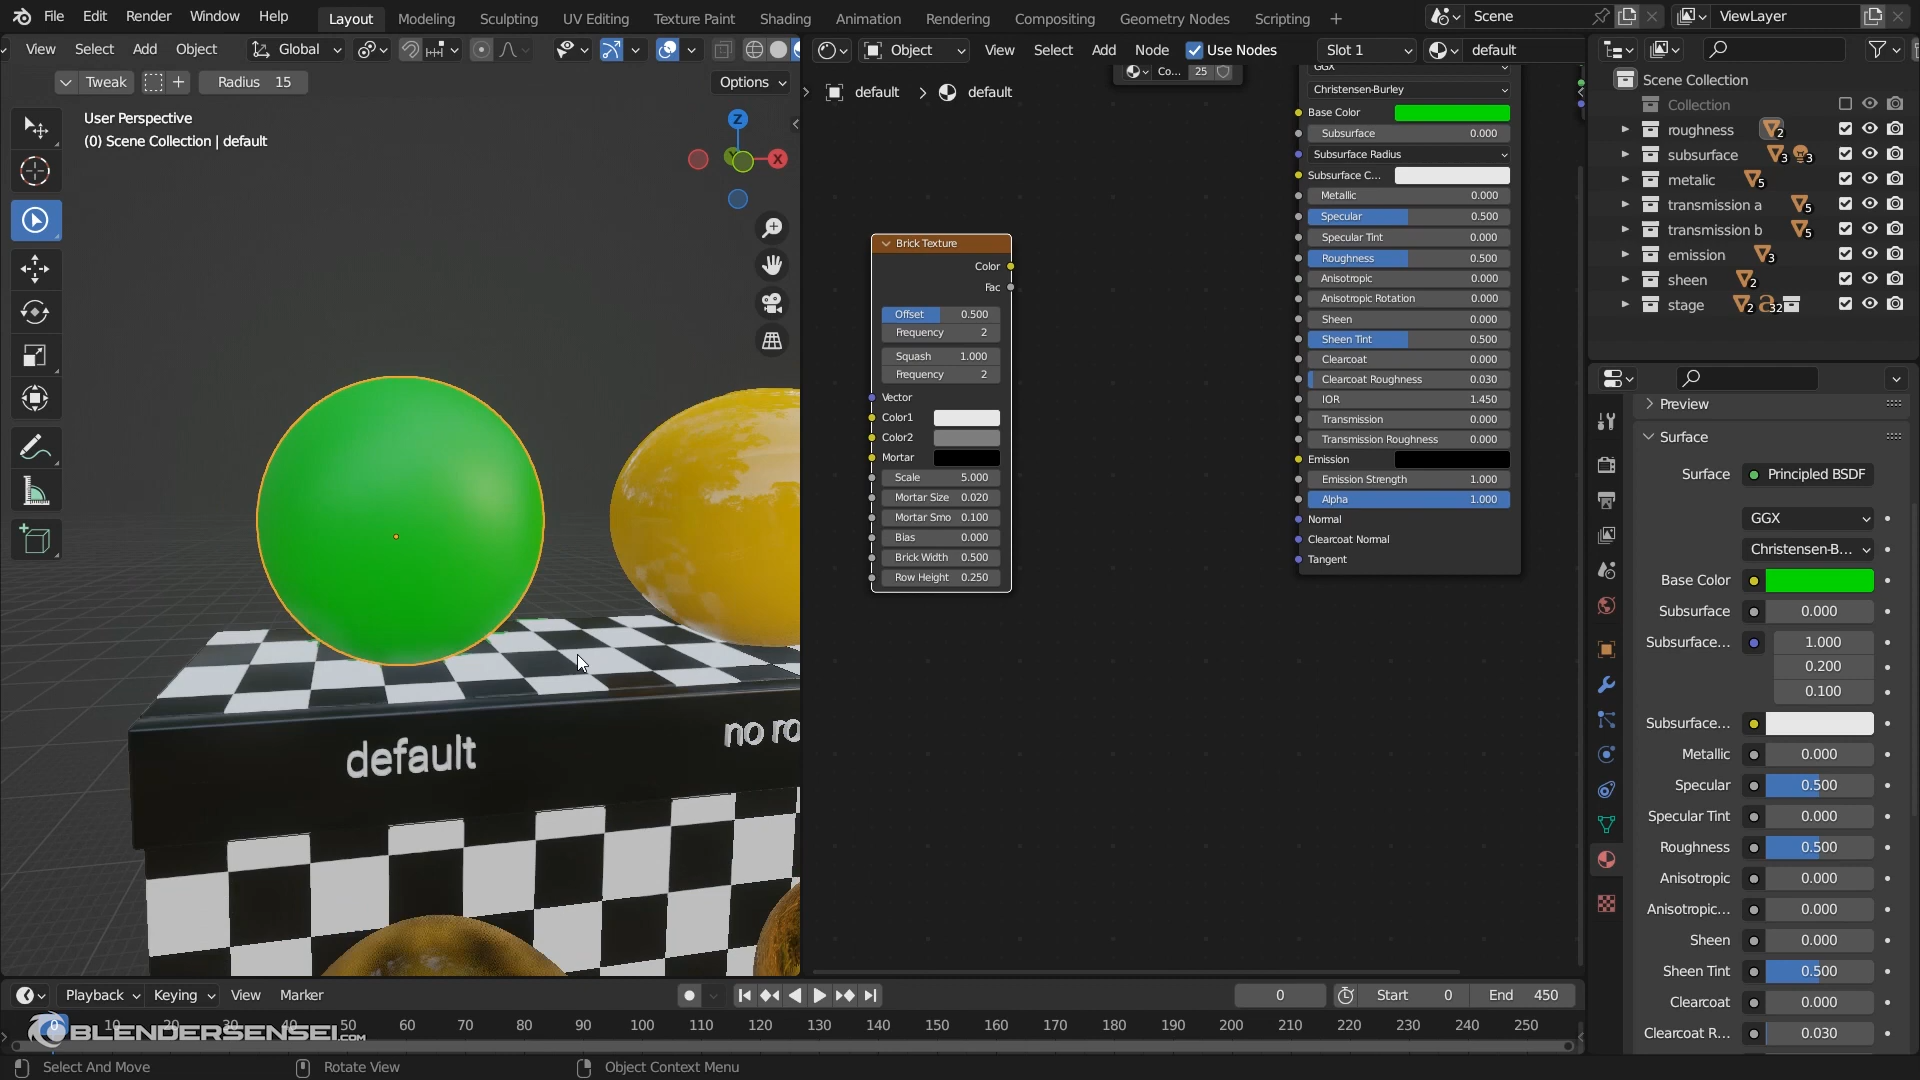 File Edit Render Window Help Layout Modeling Sculpting UV Editing Texture Paint Shading Animation Rendering Compositing Geometry Nodes Scripting + Scene ViewLayer
View Select Add Object Global
Object View Select Add Node Use Nodes Slot 1 default
Tweak Radius 15 Options
Co... 25
default > default
User Perspective
(0) Scene Collection | default
Z
X
Brick Texture
Color
Fac
Offset 0.500
Frequency 2
Squash 1.000
Frequency 2
Vector
Color1
Color2
Mortar
Scale 5.000
Mortar Size 0.020
Mortar Smo 0.100
Bias 0.000
Brick Width 0.500
Row Height 0.250
GGX
Christensen-Burley
Base Color
Subsurface 0.000
Subsurface Radius
Subsurface C...
Metallic 0.000
Specular 0.500
Specular Tint 0.000
Roughness 0.500
Anisotropic 0.000
Anisotropic Rotation 0.000
Sheen 0.000
Sheen Tint 0.500
Clearcoat 0.000
Clearcoat Roughness 0.030
IOR 1.450
Transmission 0.000
Transmission Roughness 0.000
Emission
Emission Strength 1.000
Alpha 1.000
Normal
Clearcoat Normal
Tangent
default
no ro
Scene Collection
Collection
roughness 2
subsurface 3 3
metalic 5
transmission a 5
transmission b 5
emission 3
sheen 2
stage 2 32
Preview
Surface
Surface Principled BSDF
GGX
Christensen-B...
Base Color
Subsurface 0.000
Subsurface... 1.000
0.200
0.100
Subsurface...
Metallic 0.000
Specular 0.500
Specular Tint 0.000
Roughness 0.500
Anisotropic 0.000
Anisotropic... 0.000
Sheen 0.000
Sheen Tint 0.500
Clearcoat 0.000
Clearcoat R... 0.030
Playback Keying View Marker 0 Start 0 End 450
0 10 20 30 40 50 60 70 80 90 100 110 120 130 140 150 160 170 180 190 200 210 220 230 240 250
BLENDERSENSEI.COM
Select And Move Rotate View Object Context Menu